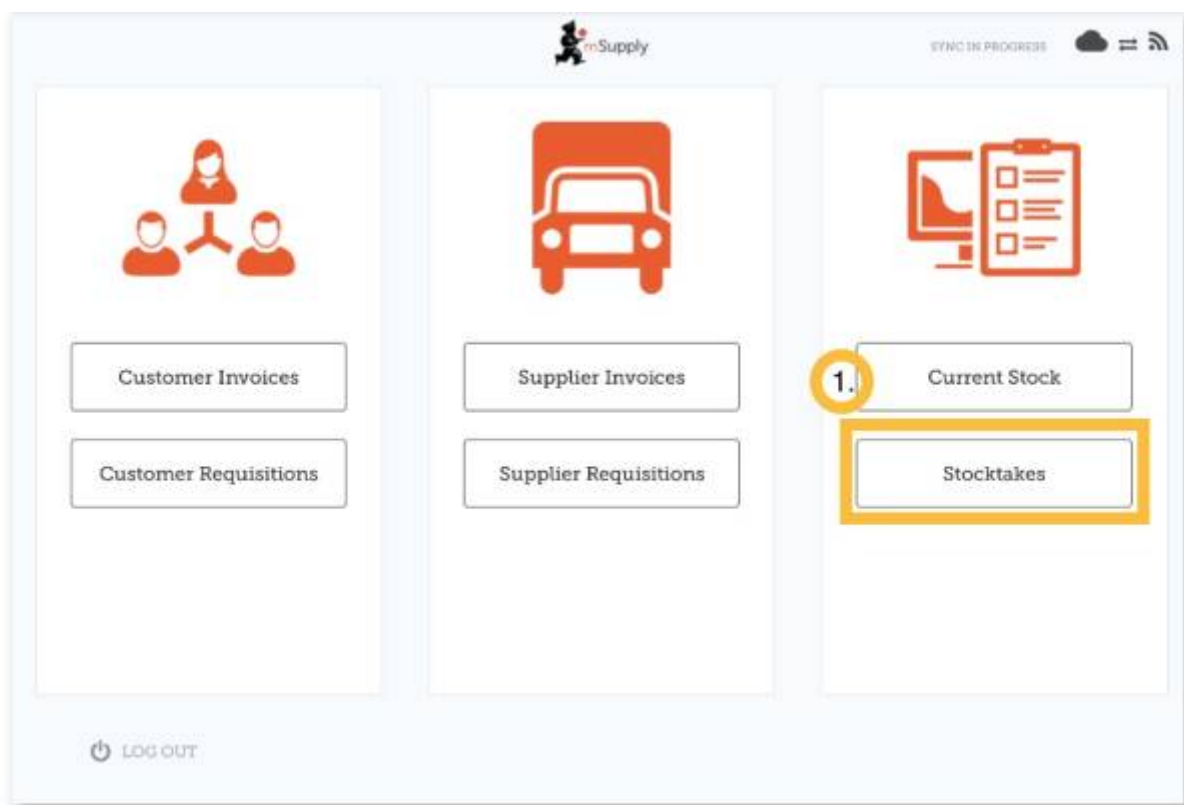 mSupply
SYNC IN PROGRESS
Customer Invoices
Supplier Invoices
1.
Current Stock
Customer Requisitions
Supplier Requisitions
Stocktakes
LOG OUT